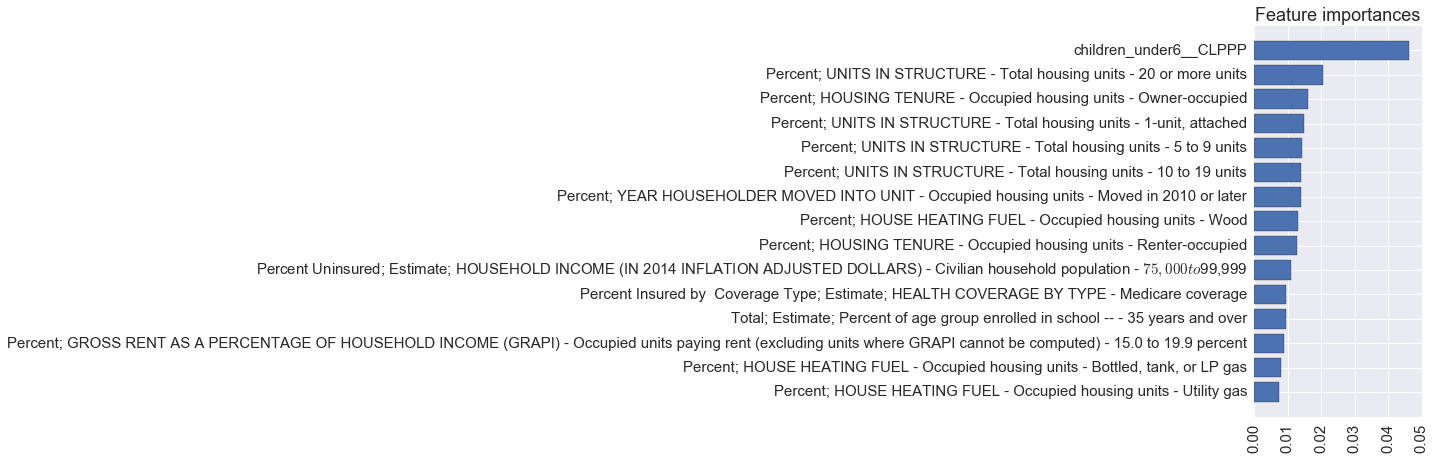 Feature importances
children_under6__CLPPP
Percent; UNITS IN STRUCTURE - Total housing units - 20 or more units
Percent; HOUSING TENURE - Occupied housing units - Owner-occupied
Percent; UNITS IN STRUCTURE - Total housing units - 1-unit, attached
Percent; UNITS IN STRUCTURE - Total housing units - 5 to 9 units
Percent; UNITS IN STRUCTURE - Total housing units - 10 to 19 units
Percent; YEAR HOUSEHOLDER MOVED INTO UNIT - Occupied housing units - Moved in 2010 or later
Percent; HOUSE HEATING FUEL - Occupied housing units - Wood
Percent; HOUSING TENURE - Occupied housing units - Renter-occupied
Percent Uninsured; Estimate; HOUSEHOLD INCOME (IN 2014 INFLATION ADJUSTED DOLLARS) - Civilian household population - 75,000to99,999
Percent Insured by  Coverage Type; Estimate; HEALTH COVERAGE BY TYPE - Medicare coverage
Total; Estimate; Percent of age group enrolled in school -- - 35 years and over
Percent; GROSS RENT AS A PERCENTAGE OF HOUSEHOLD INCOME (GRAPI) - Occupied units paying rent (excluding units where GRAPI cannot be computed) - 15.0 to 19.9 percent
Percent; HOUSE HEATING FUEL - Occupied housing units - Bottled, tank, or LP gas
Percent; HOUSE HEATING FUEL - Occupied housing units - Utility gas
0.00
0.01
0.02
0.03
0.04
0.05